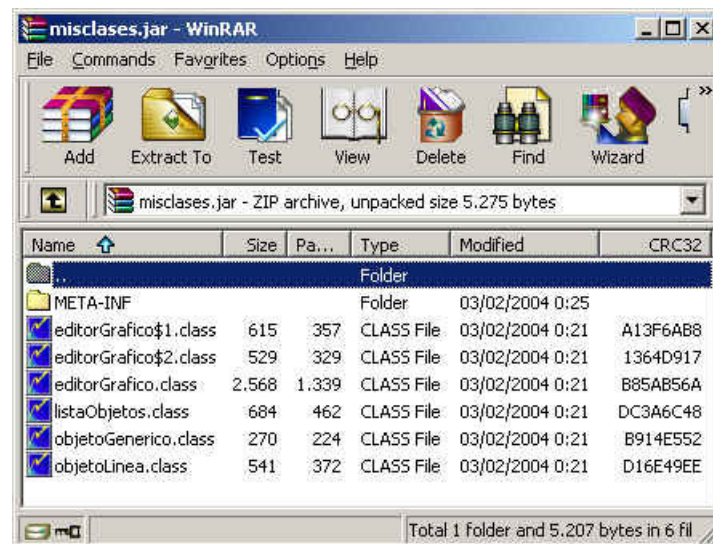 misclases.jar - WinRAR
File Commands Favorites Options Help
Add Extract To Test View Delete Find Wizard »
misclases.jar - ZIP archive, unpacked size 5.275 bytes
Name Size Pa... Type Modified CRC32
.. Folder
META-INF Folder 03/02/2004 0:25
editorGrafico$1.class 615 357 CLASS File 03/02/2004 0:21 A13F6AB8
editorGrafico$2.class 529 329 CLASS File 03/02/2004 0:21 1364D917
editorGrafico.class 2.568 1.339 CLASS File 03/02/2004 0:21 B85AB56A
listaObjetos.class 684 462 CLASS File 03/02/2004 0:21 DC3A6C48
objetoGenerico.class 270 224 CLASS File 03/02/2004 0:21 B914E552
objetoLinea.class 541 372 CLASS File 03/02/2004 0:21 D16E49EE
Total 1 folder and 5.207 bytes in 6 fil